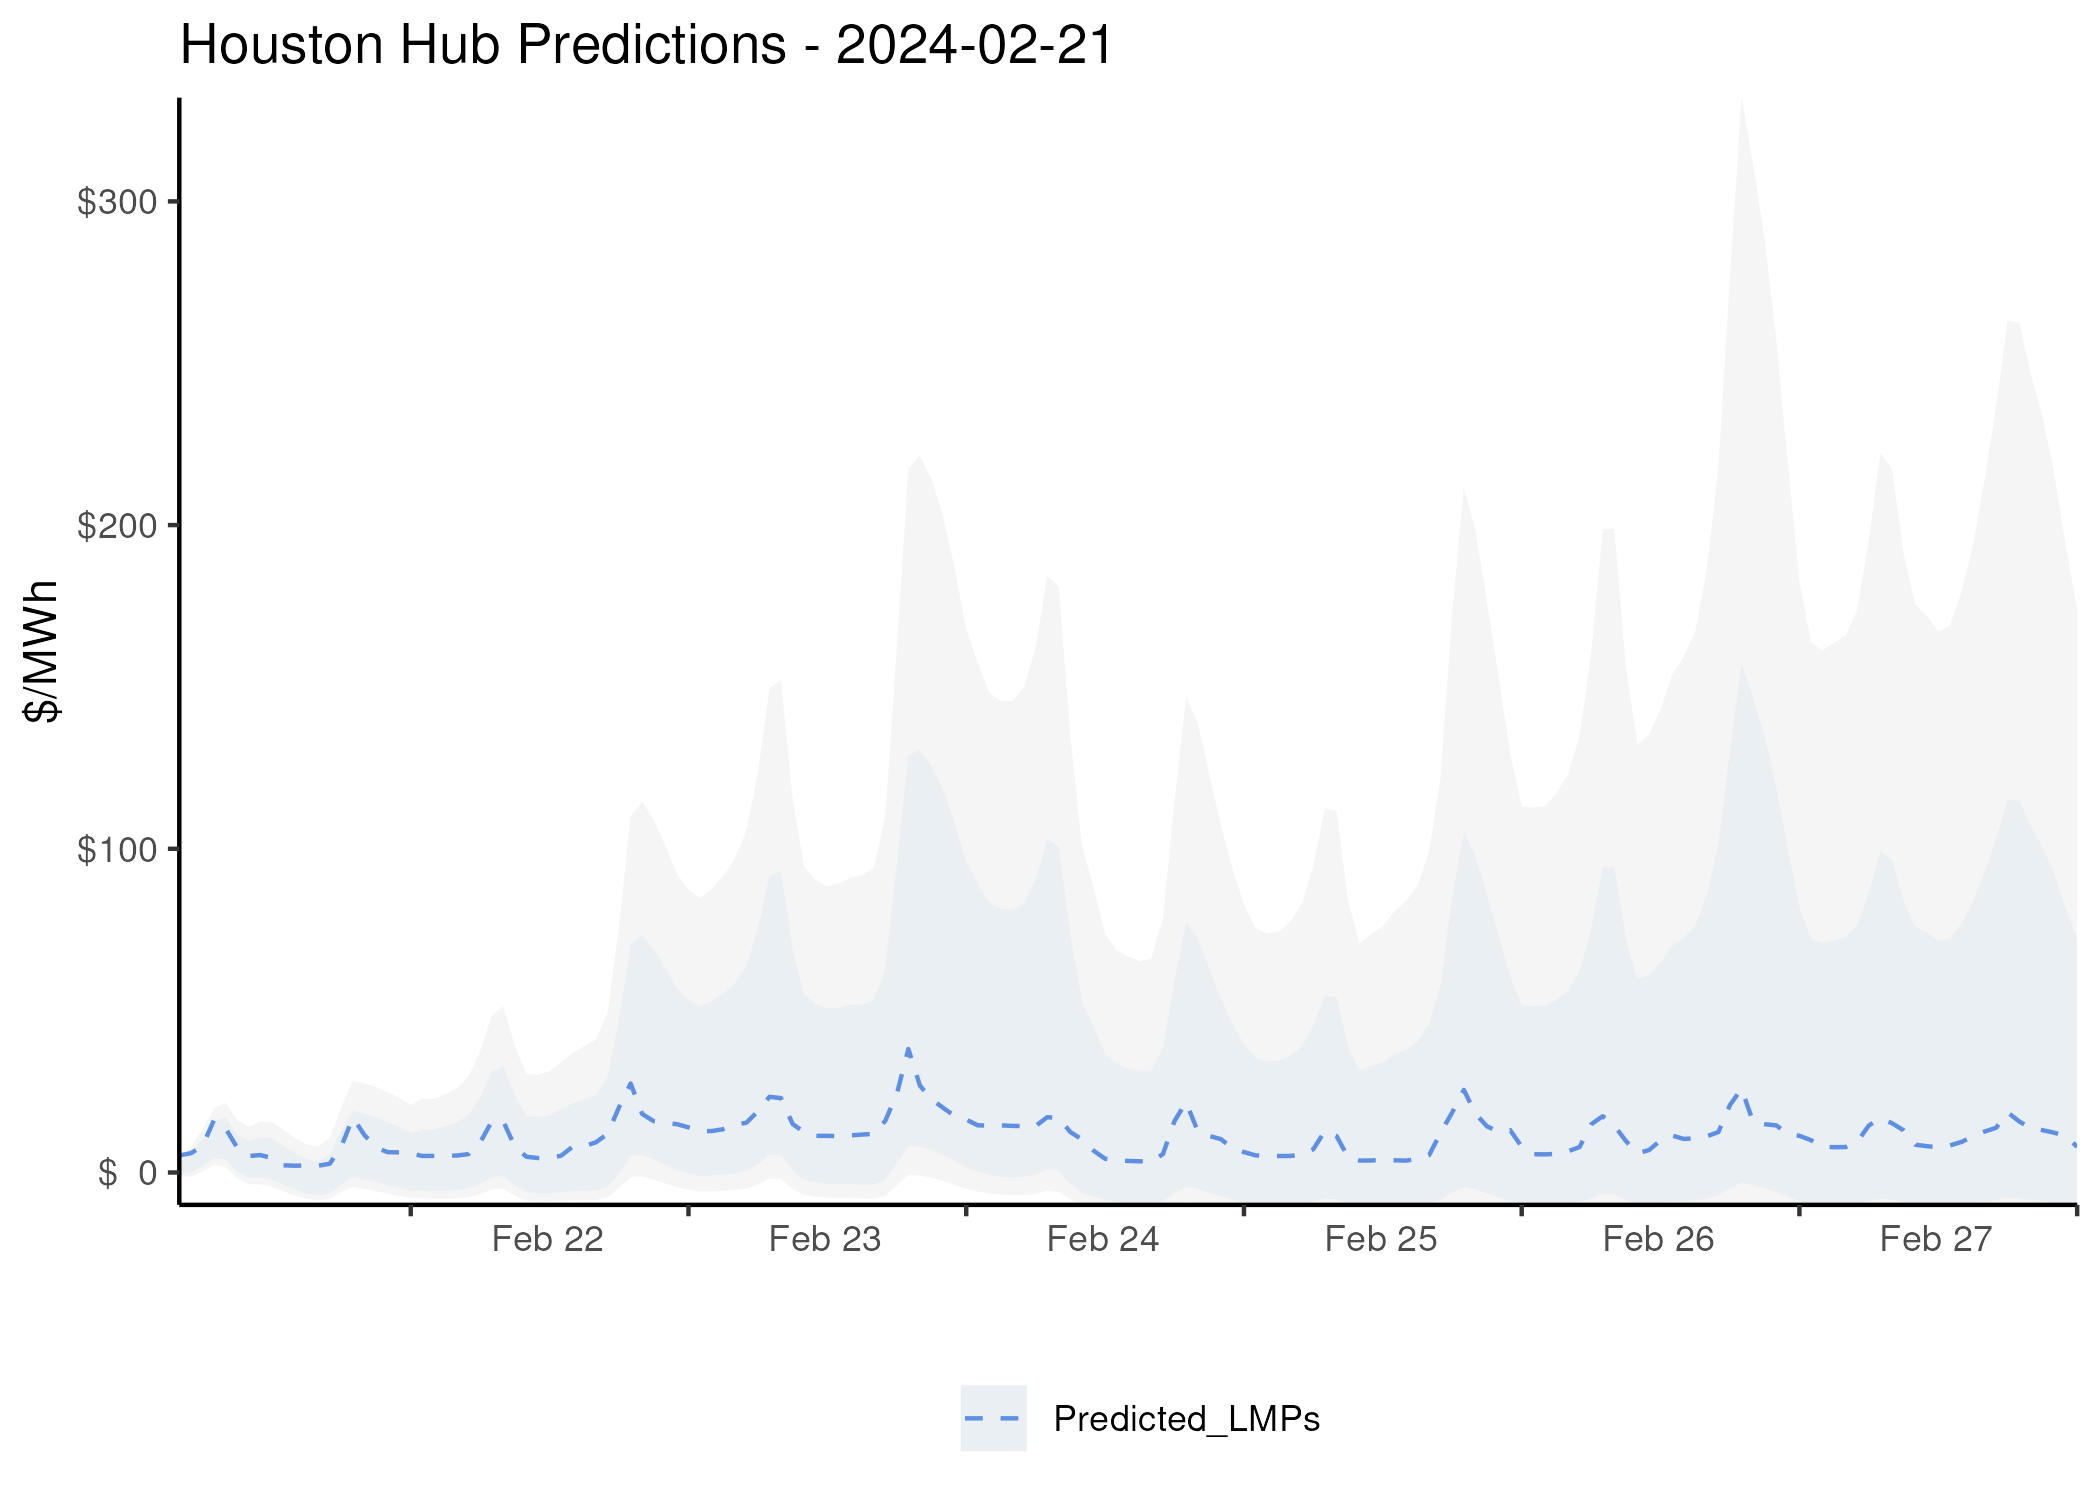 Houston Hub Predictions - 2024-02-21
$/MWh
$300
$200
$100
$  0
Feb 22 Feb 23 Feb 24 Feb 25 Feb 26 Feb 27
Predicted_LMPs